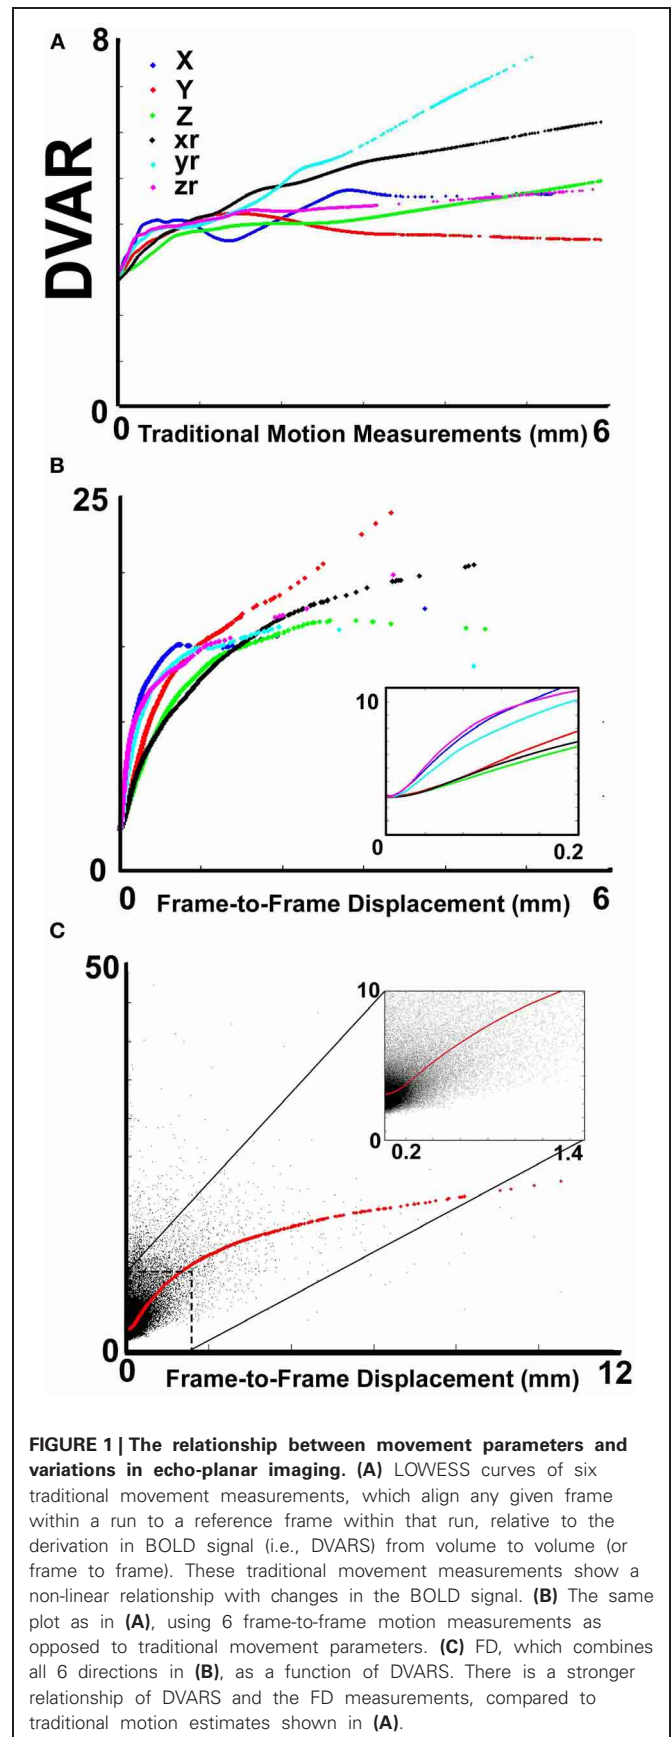 A
8
X
Y
Z
xr
yr
zr
DVAR
0
0 Traditional Motion Measurements (mm) 6
B
25
10
0
0 0.2
0
0 Frame-to-Frame Displacement (mm) 6
C
50
10
0
0.2 1.4
0
0 Frame-to-Frame Displacement (mm) 12
FIGURE 1 | The relationship between movement parameters and
variations in echo-planar imaging. (A) LOWESS curves of six
traditional movement measurements, which align any given frame
within a run to a reference frame within that run, relative to the
derivation in BOLD signal (i.e., DVARS) from volume to volume (or
frame to frame). These traditional movement measurements show a
non-linear relationship with changes in the BOLD signal. (B) The same
plot as in (A), using 6 frame-to-frame motion measurements as
opposed to traditional movement parameters. (C) FD, which combines
all 6 directions in (B), as a function of DVARS. There is a stronger
relationship of DVARS and the FD measurements, compared to
traditional motion estimates shown in (A).